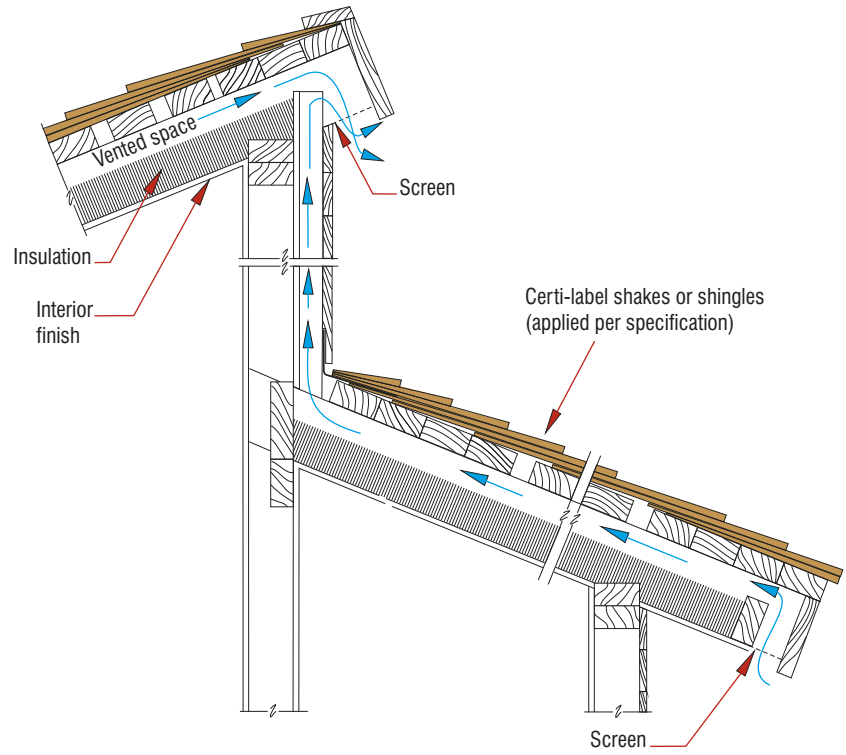 Vented space
Screen
Insulation
Interior
finish
Certi-label shakes or shingles
(applied per specification)
Screen